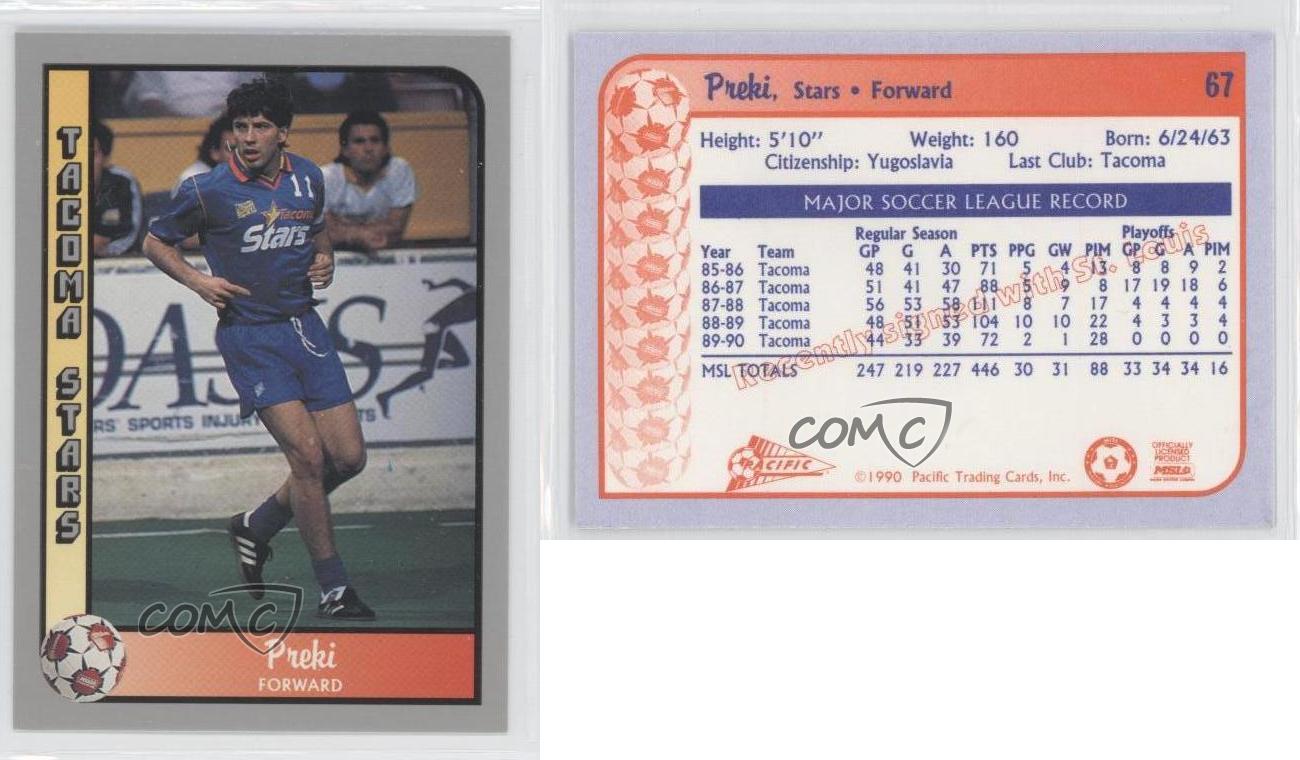 TACOMA STARS
11
Tacoma
Stars
OASIS
RS' SPORTS INJURY
TS
COMC
Preki
FORWARD
Preki, Stars • Forward 67
Height: 5'10" Weight: 160 Born: 6/24/63
Citizenship: Yugoslavia Last Club: Tacoma
MAJOR SOCCER LEAGUE RECORD
Regular Season Playoffs
Year Team GP G A PTS PPG GW PIM GP G A PIM
85-86 Tacoma 48 41 30 71 5 4 13 8 8 9 2
86-87 Tacoma 51 41 47 88 5 9 8 17 19 18 6
87-88 Tacoma 56 53 58 111 8 7 17 4 4 4 4
88-89 Tacoma 48 51 53 104 10 10 22 4 3 3 4
89-90 Tacoma 44 33 39 72 2 1 28 0 0 0 0
MSL TOTALS 247 219 227 446 30 31 88 33 34 34 16
Recently signed with St. Louis
COMC
PACIFIC
©1990 Pacific Trading Cards, Inc.
OFFICIALLY
LICENSED
PRODUCT